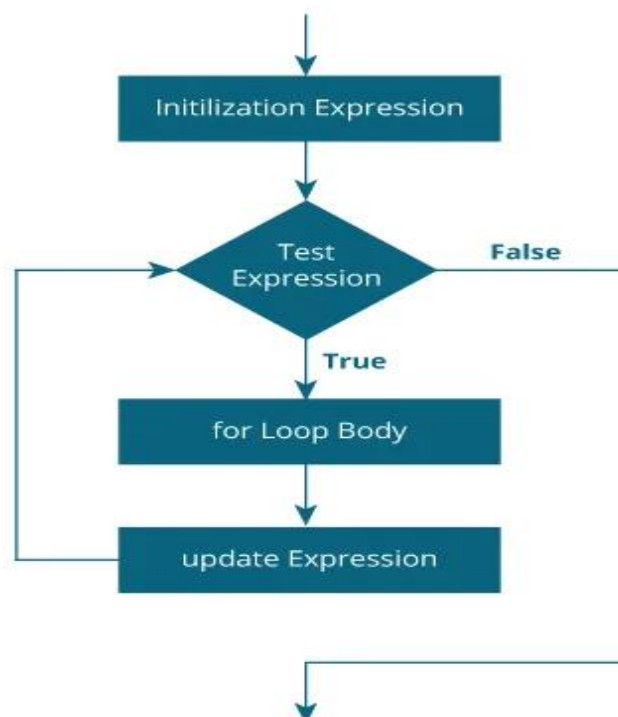 Initilization Expression
Test
Expression
False
True
for Loop Body
update Expression